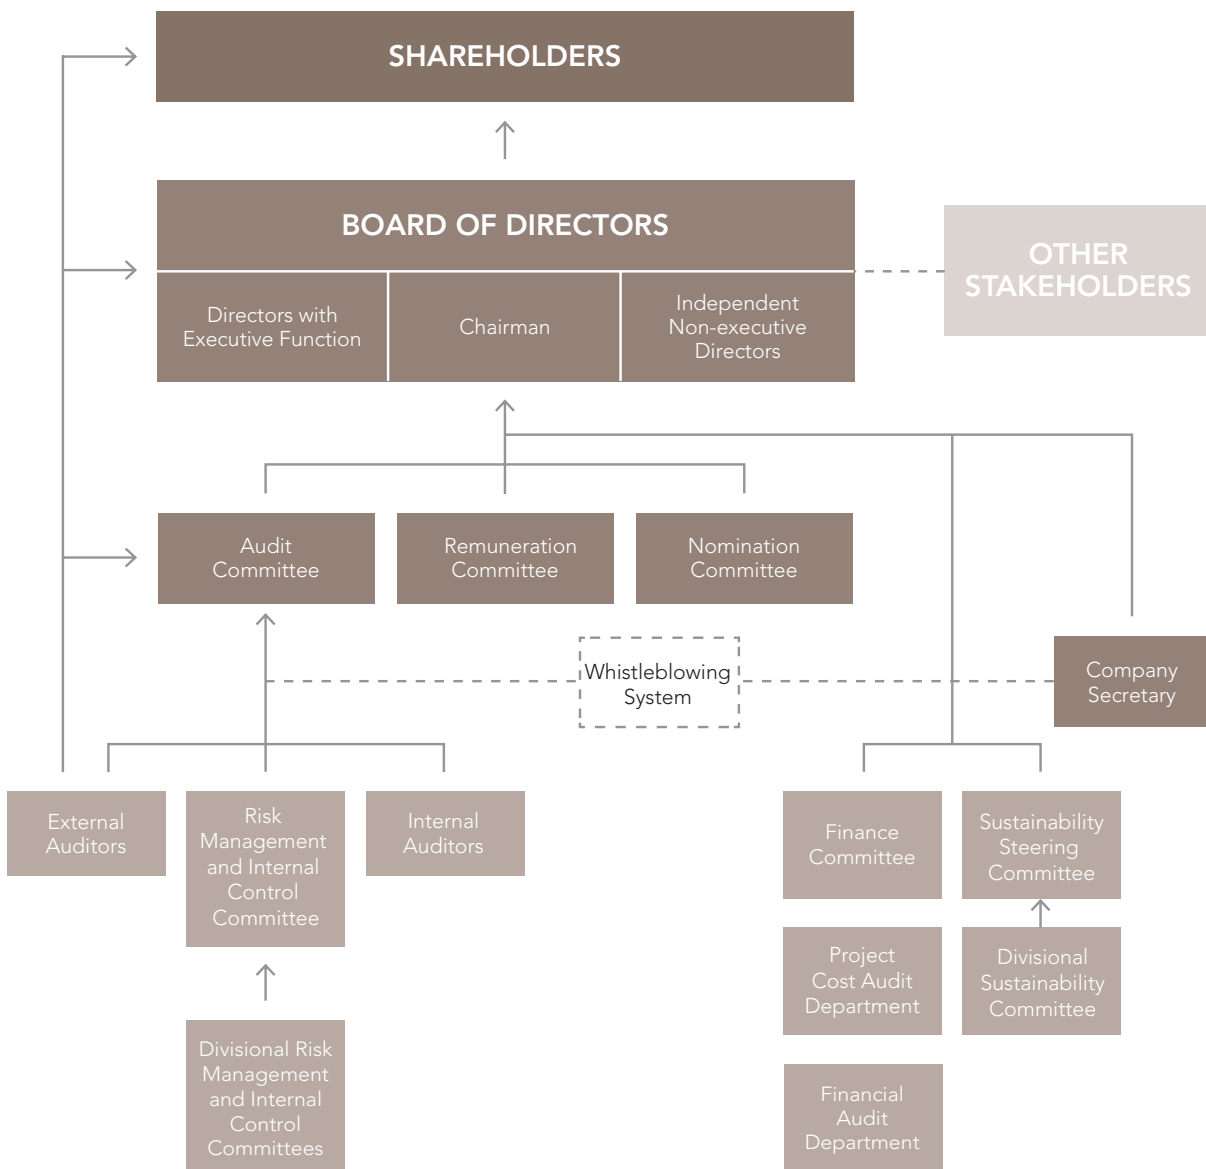 SHAREHOLDERS
BOARD OF DIRECTORS
Directors with
Executive Function
Chairman
Independent
Non-executive
Directors
OTHER
STAKEHOLDERS
Audit
Committee
Remuneration
Committee
Nomination
Committee
Whistleblowing
System
Company
Secretary
External
Auditors
Risk
Management
and Internal
Control
Committee
Internal
Auditors
Finance
Committee
Sustainability
Steering
Committee
Project
Cost Audit
Department
Divisional
Sustainability
Committee
Divisional Risk
Management
and Internal
Control
Committees
Financial
Audit
Department